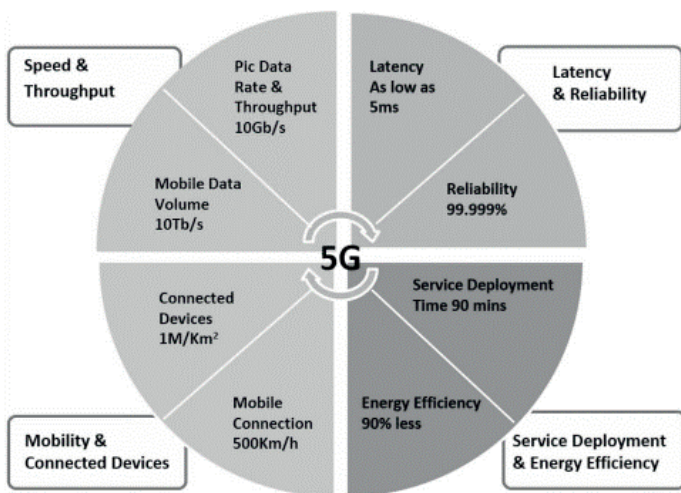 Speed &
Throughput
Pic Data
Rate &
Throughput
10Gb/s
Mobile Data
Volume
10Tb/s
Latency
As low as
5ms
Reliability
99.999%
Latency
& Reliability
5G
Connected
Devices
1M/Km²
Mobile
Connection
500Km/h
Mobility &
Connected Devices
Service Deployment
Time 90 mins
Energy Efficiency
90% less
Service Deployment
& Energy Efficiency